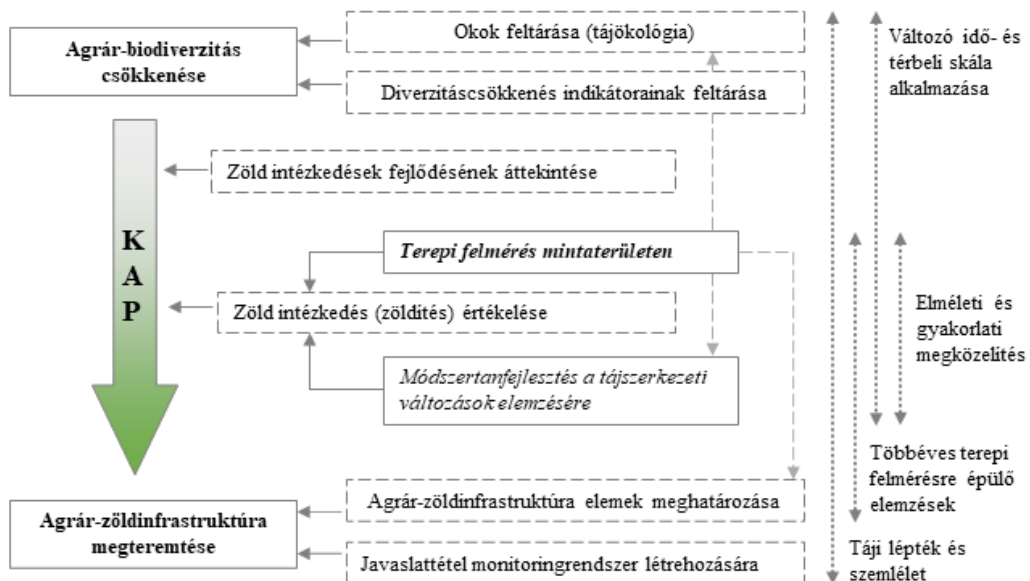 Agrár-biodiverzitás
csökkenése
Okok feltárása (tájökológia)
Diverzitáscsökkenés indikátorainak feltárása
Zöld intézkedések fejlődésének áttekintése
K
A
P
Terepi felmérés mintaterületen
Zöld intézkedés (zöldítés) értékelése
Módszertanfejlesztés a tájszerkezeti
változások elemzésére
Agrár-zöldinfrastruktúra
megteremtése
Agrár-zöldinfrastruktúra elemek meghatározása
Javaslattétel monitoringrendszer létrehozására
Változó idő- és
térbeli skála
alkalmazása
Elméleti és
gyakorlati
megközelítés
Többéves terepi
felmérésre épülő
elemzések
Táji lépték és
szemlélet